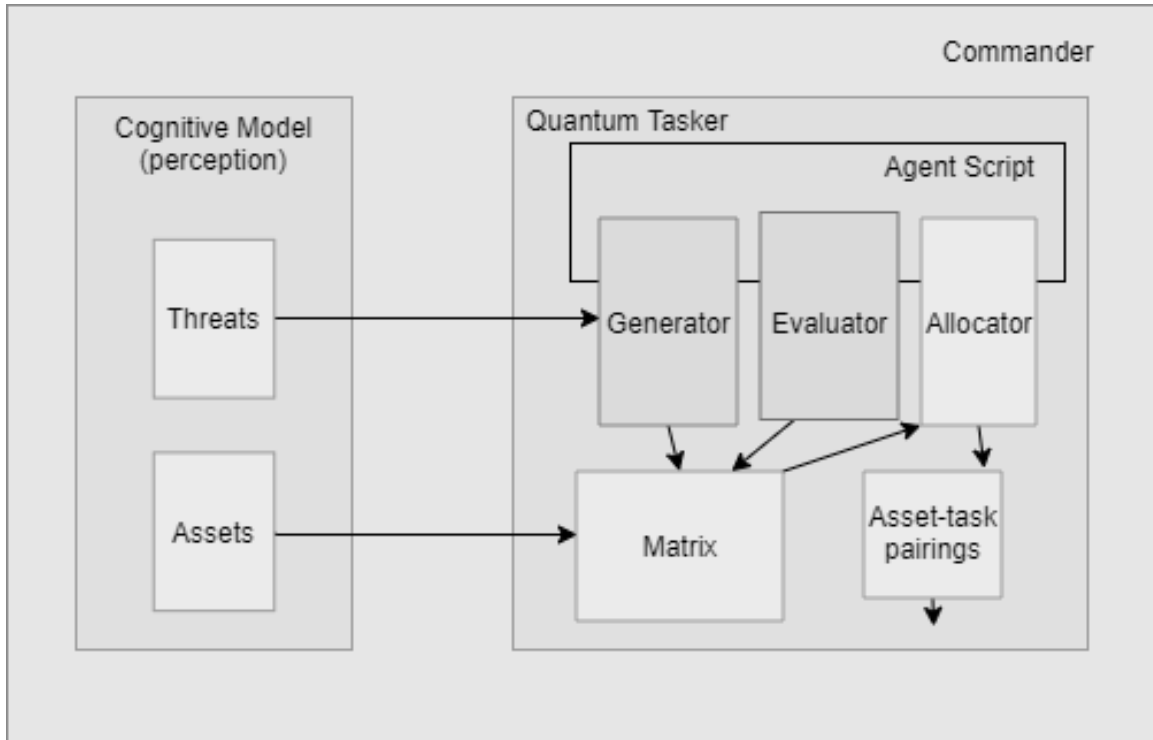 Commander
Cognitive Model
(perception)
Quantum Tasker
Agent Script
Threats
Generator
Evaluator
Allocator
Assets
Matrix
Asset-task
pairings